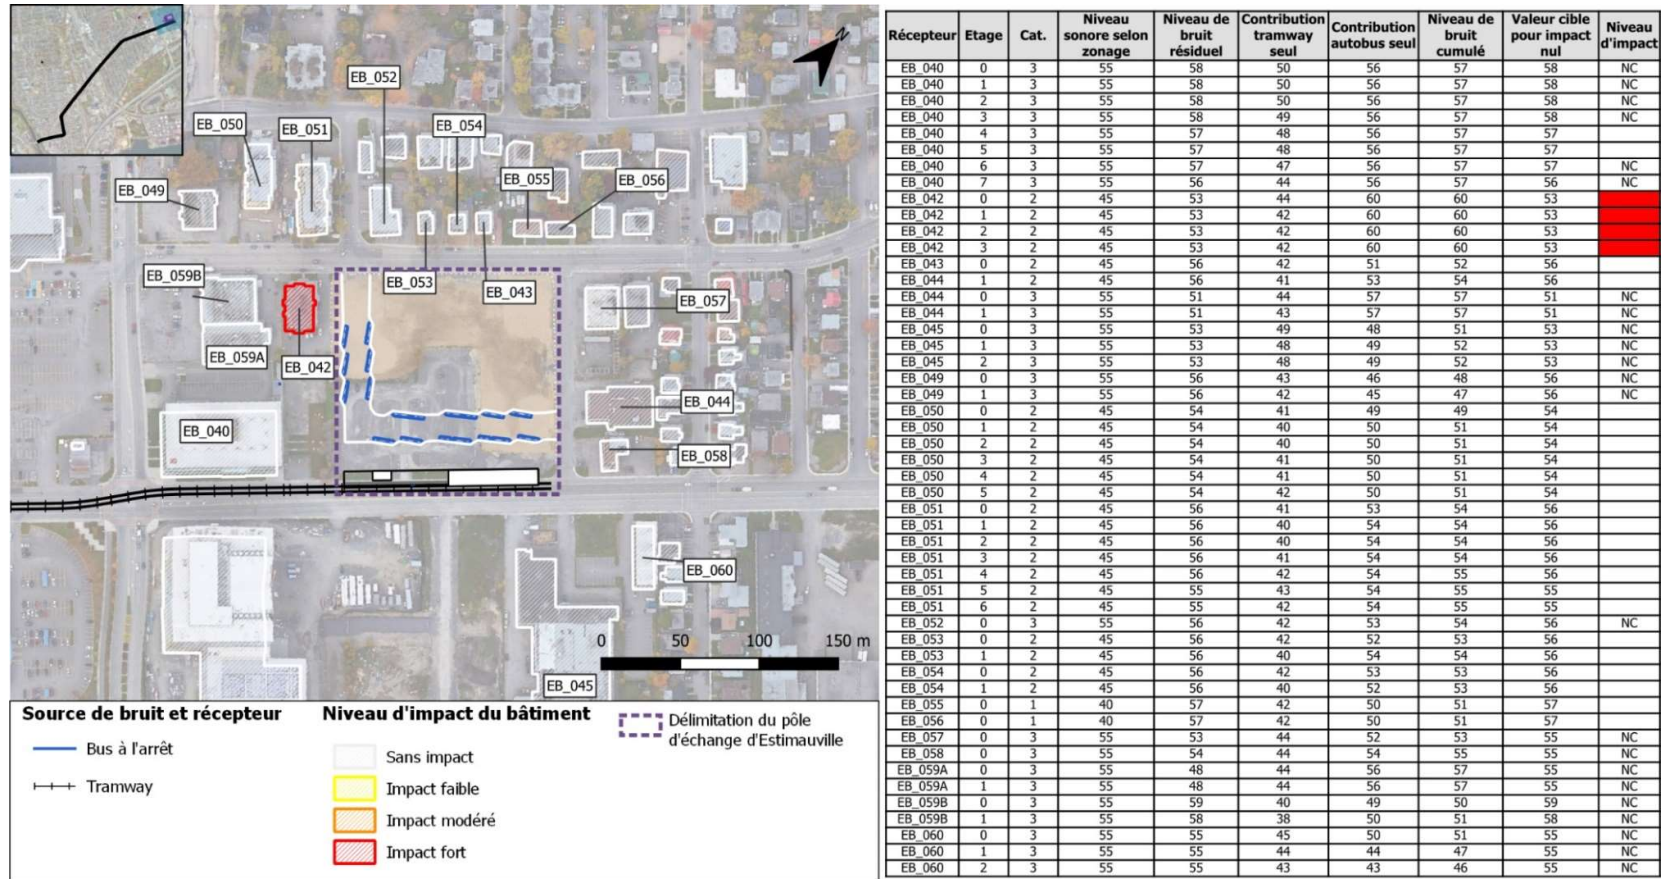 N
EB_052
EB_050
EB_051
EB_054
EB_049
EB_055
EB_056
EB_059B
EB_053
EB_043
EB_057
EB_059A
EB_042
EB_044
EB_040
EB_058
EB_060
0 50 100 150 m
EB_045
Source de bruit et récepteur
Bus à l'arrêt
Tramway
Niveau d'impact du bâtiment
Sans impact
Impact faible
Impact modéré
Impact fort
Délimitation du pôle
d'échange d'Estimauville
Récepteur Etage Cat. Niveau sonore selon zonage Niveau de bruit résiduel Contribution tramway seul Contribution autobus seul Niveau de bruit cumulé Valeur cible pour impact nul Niveau d'impact
EB_040 0 3 55 58 50 56 57 58 NC
EB_040 1 3 55 58 50 56 57 58 NC
EB_040 2 3 55 58 50 56 57 58 NC
EB_040 3 3 55 58 49 56 57 58 NC
EB_040 4 3 55 57 48 56 57 57
EB_040 5 3 55 57 48 56 57 57
EB_040 6 3 55 57 47 56 57 57 NC
EB_040 7 3 55 56 44 56 57 56 NC
EB_042 0 2 45 53 44 60 60 53
EB_042 1 2 45 53 42 60 60 53
EB_042 2 2 45 53 42 60 60 53
EB_042 3 2 45 53 42 60 60 53
EB_043 0 2 45 56 42 51 52 56
EB_044 1 2 45 56 41 53 54 56
EB_044 0 3 55 51 44 57 57 51 NC
EB_044 1 3 55 51 43 57 57 51 NC
EB_045 0 3 55 53 49 48 51 53 NC
EB_045 1 3 55 53 48 49 52 53 NC
EB_045 2 3 55 53 48 49 52 53 NC
EB_049 0 3 55 56 43 46 48 56 NC
EB_049 1 3 55 56 42 45 47 56 NC
EB_050 0 2 45 54 41 49 49 54
EB_050 1 2 45 54 40 50 51 54
EB_050 2 2 45 54 40 50 51 54
EB_050 3 2 45 54 41 50 51 54
EB_050 4 2 45 54 41 50 51 54
EB_050 5 2 45 54 42 50 51 54
EB_051 0 2 45 56 41 53 54 56
EB_051 1 2 45 56 40 54 54 56
EB_051 2 2 45 56 40 54 54 56
EB_051 3 2 45 56 41 54 54 56
EB_051 4 2 45 56 42 54 55 56
EB_051 5 2 45 55 43 54 55 55
EB_051 6 2 45 55 42 54 55 55
EB_052 0 3 55 56 42 53 54 56 NC
EB_053 0 2 45 56 42 52 53 56
EB_053 1 2 45 56 40 54 54 56
EB_054 0 2 45 56 42 53 53 56
EB_054 1 2 45 56 40 52 53 56
EB_055 0 1 40 57 42 50 51 57
EB_056 0 1 40 57 42 50 51 57
EB_057 0 3 55 53 44 52 53 55 NC
EB_058 0 3 55 54 44 54 55 55 NC
EB_059A 0 3 55 48 44 56 57 55 NC
EB_059A 1 3 55 48 44 56 57 55 NC
EB_059B 0 3 55 59 40 49 50 59 NC
EB_059B 1 3 55 58 38 50 51 58 NC
EB_060 0 3 55 55 45 50 51 55 NC
EB_060 1 3 55 55 44 44 47 55 NC
EB_060 2 3 55 55 43 43 46 55 NC